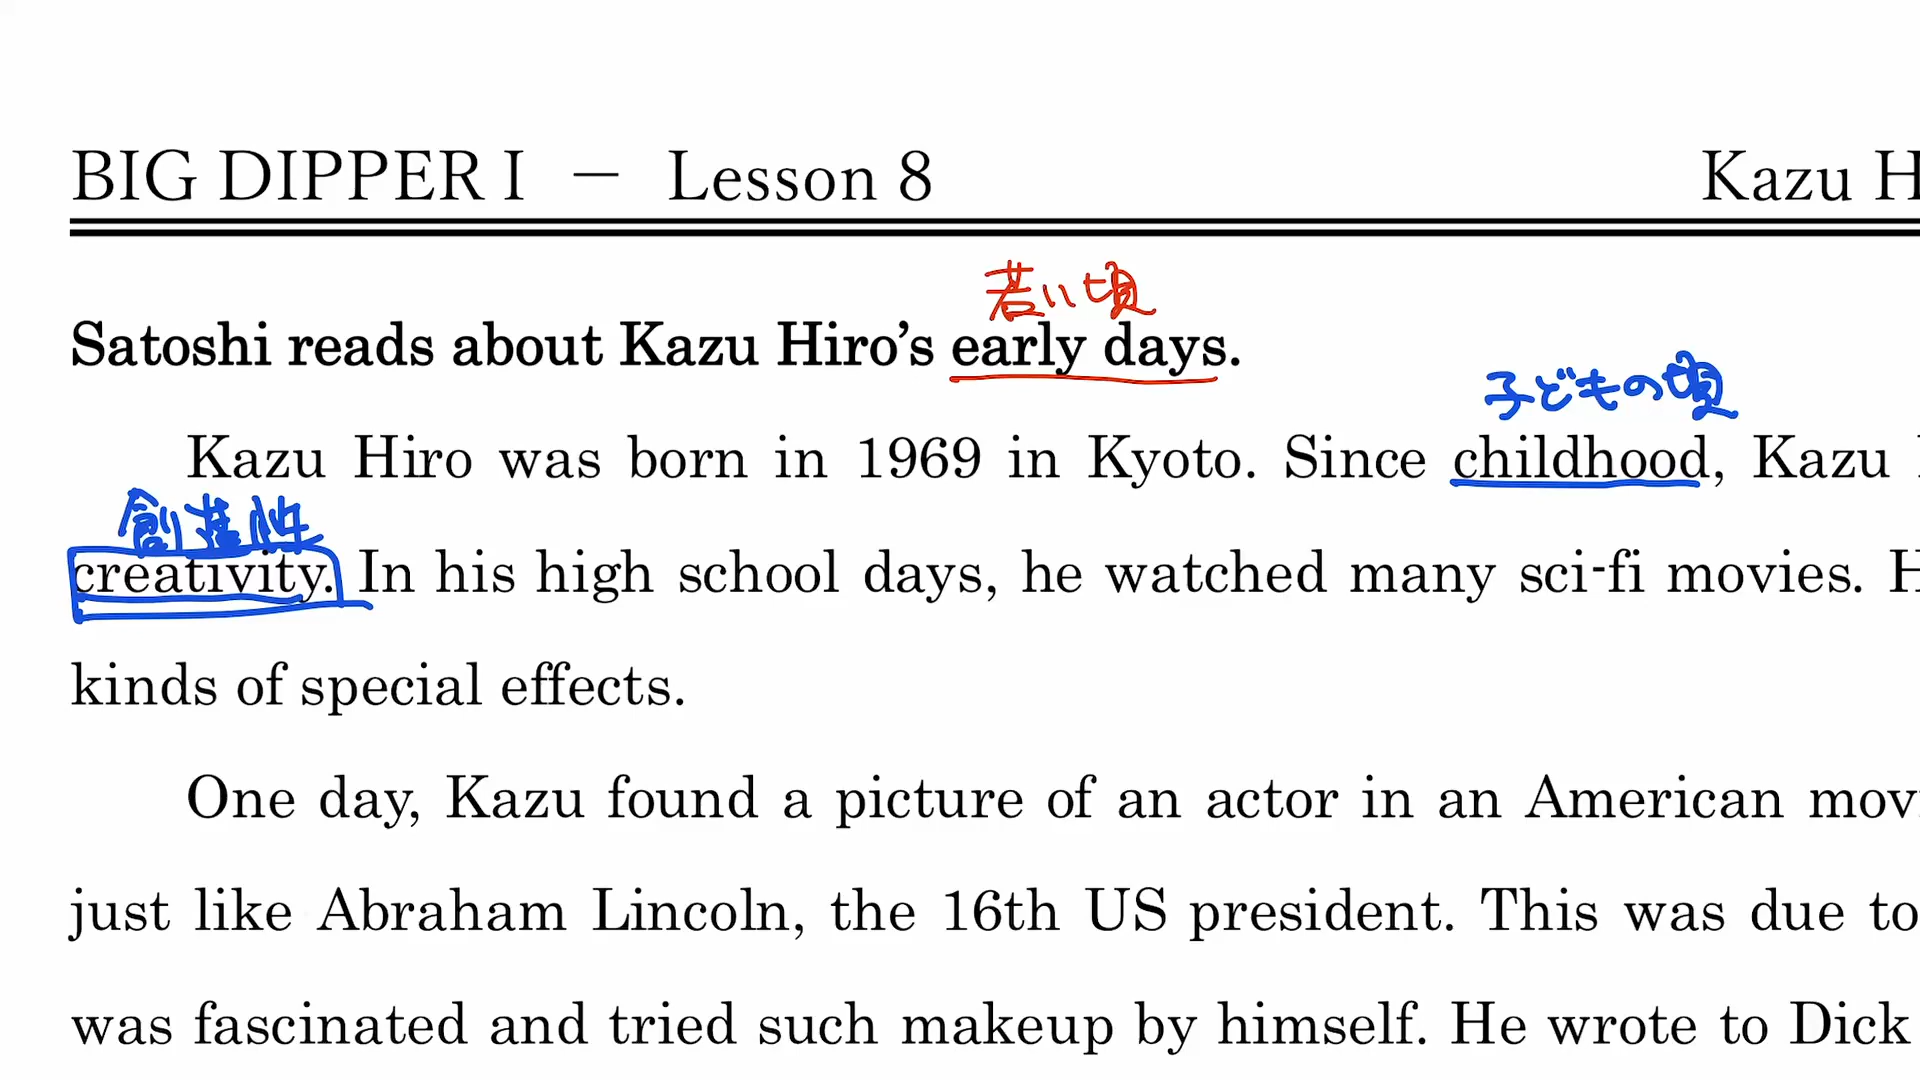 BIG DIPPER I － Lesson 8 Kazu H
若い頃
Satoshi reads about Kazu Hiro's early days.
子どもの頃
Kazu Hiro was born in 1969 in Kyoto. Since childhood, Kazu
創造性
creativity. In his high school days, he watched many sci-fi movies. H
kinds of special effects.
One day, Kazu found a picture of an actor in an American mov
just like Abraham Lincoln, the 16th US president. This was due to
was fascinated and tried such makeup by himself. He wrote to Dick